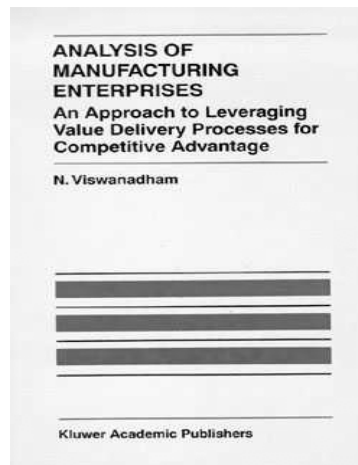 ANALYSIS OF
MANUFACTURING
ENTERPRISES
An Approach to Leveraging
Value Delivery Processes for
Competitive Advantage
N. Viswanadham
Kluwer Academic Publishers